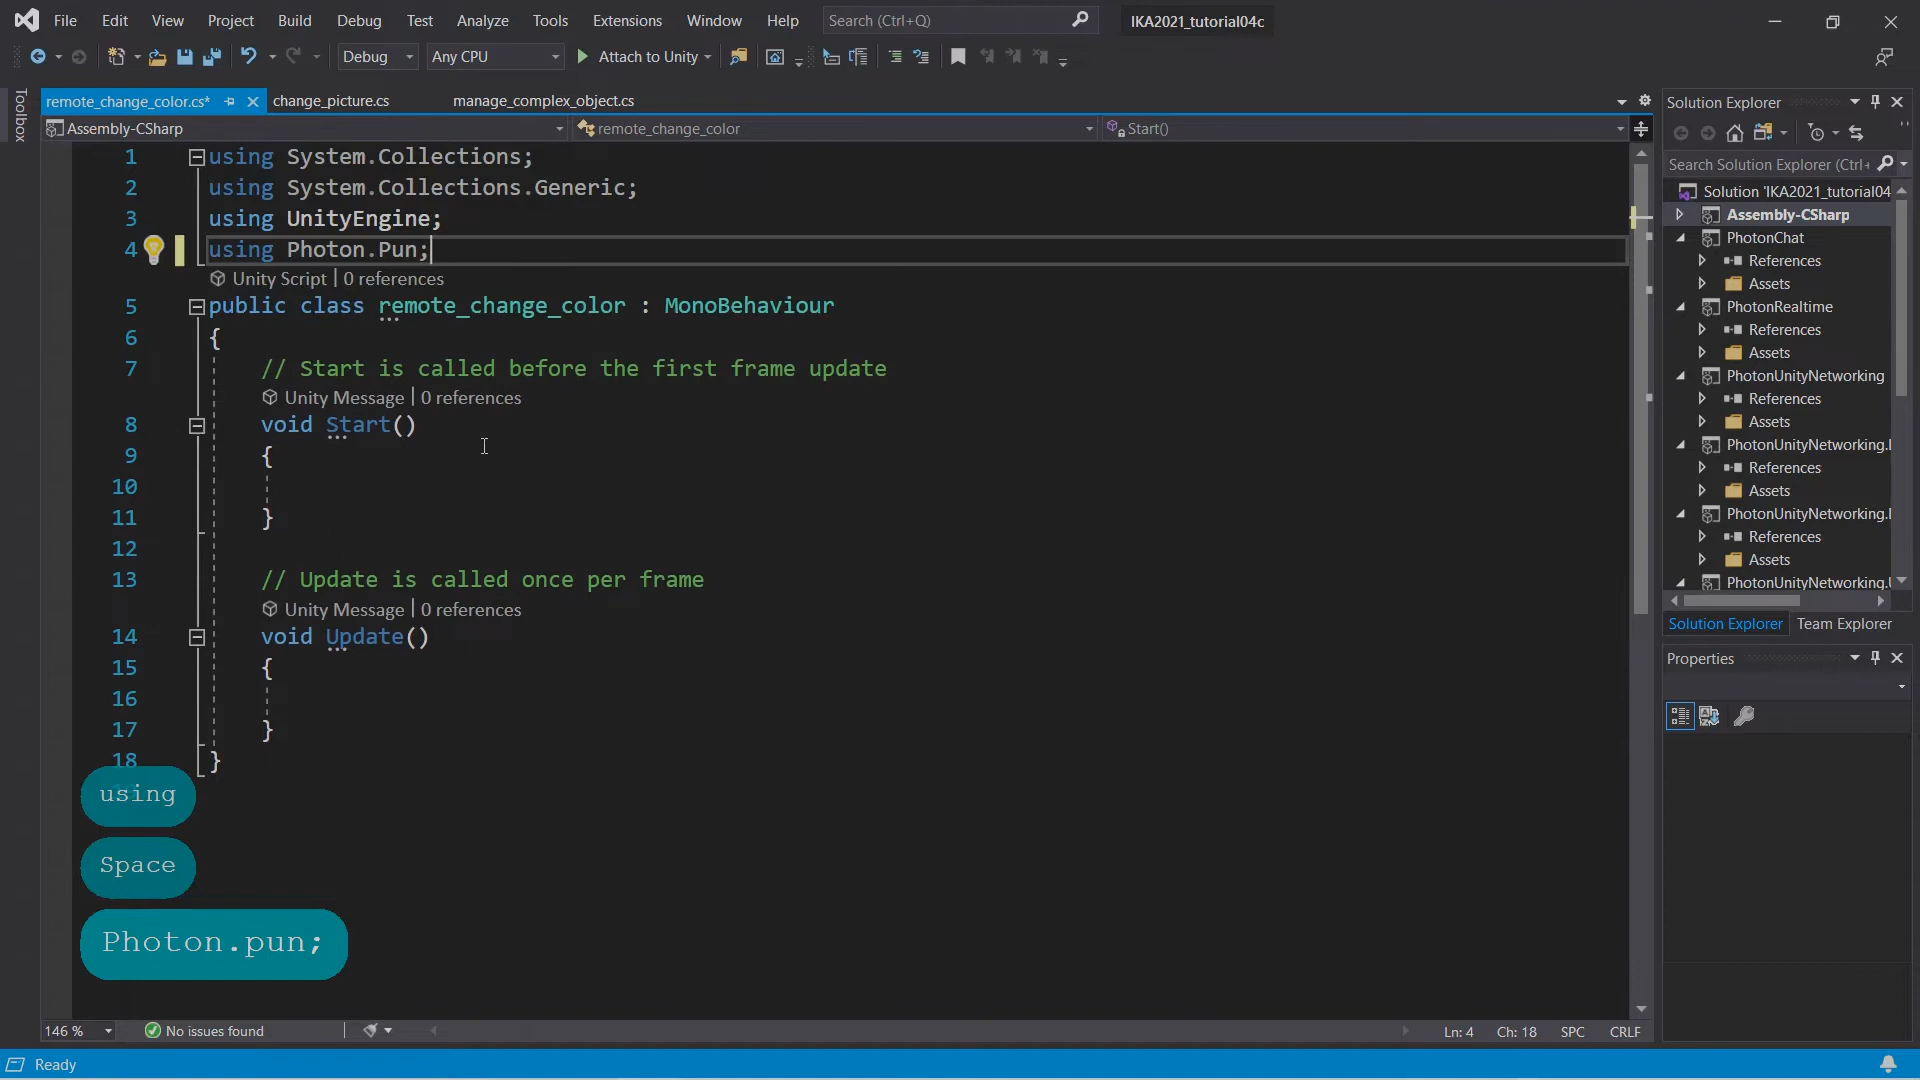 File Edit View Project Build Debug Test Analyze Tools Extensions Window Help Search (Ctrl+Q) IKA2021_tutorial04c
Debug Any CPU Attach to Unity
Toolbox
remote_change_color.cs* change_picture.cs manage_complex_object.cs
Assembly-CSharp remote_change_color Start()
1 using System.Collections;
2 using System.Collections.Generic;
3 using UnityEngine;
4 using Photon.Pun;
Unity Script | 0 references
5 public class remote_change_color : MonoBehaviour
6 {
7 // Start is called before the first frame update
Unity Message | 0 references
8 void Start()
9 {
10
11 }
12
13 // Update is called once per frame
Unity Message | 0 references
14 void Update()
15 {
16
17 }
18 }
using
Space
Photon.pun;
146 % No issues found Ln: 4 Ch: 18 SPC CRLF
Ready
Solution Explorer
Search Solution Explorer (Ctrl+
Solution 'IKA2021_tutorial04
Assembly-CSharp
PhotonChat
References
Assets
PhotonRealtime
References
Assets
PhotonUnityNetworking
References
Assets
PhotonUnityNetworking.
References
Assets
PhotonUnityNetworking.
References
Assets
PhotonUnityNetworking.
Solution Explorer Team Explorer
Properties